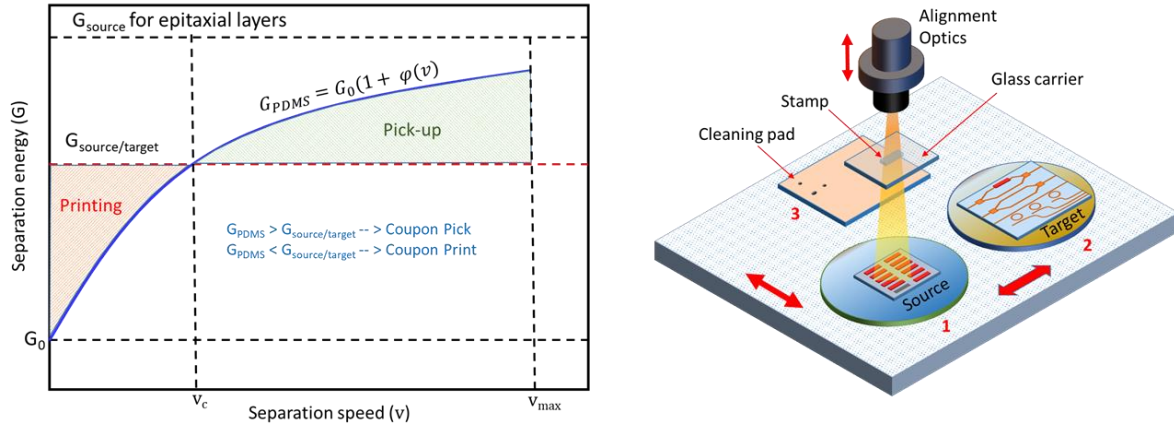 G_source for epitaxial layers
G_PDMS = G_0(1 + φ(v)
Pick-up
G_source/target
Printing
G_PDMS > G_source/target -- > Coupon Pick
G_PDMS < G_source/target -- > Coupon Print
G_0
v_c
v_max
Separation speed (v)
Separation energy (G)
Alignment
Optics
Glass carrier
Stamp
Cleaning pad
3
Target
2
Source
1